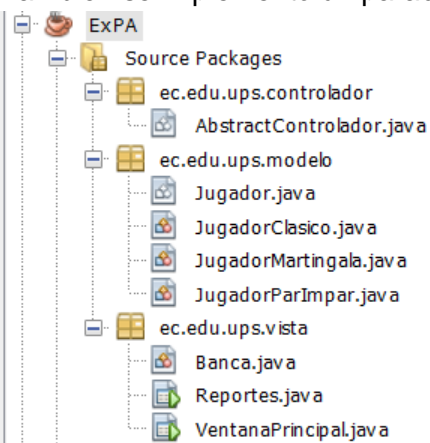 ExPA
Source Packages
ec.edu.ups.controlador
AbstractControlador.java
ec.edu.ups.modelo
Jugador.java
JugadorClasico.java
JugadorMartingala.java
JugadorParImpar.java
ec.edu.ups.vista
Banca.java
Reportes.java
VentanaPrincipal.java